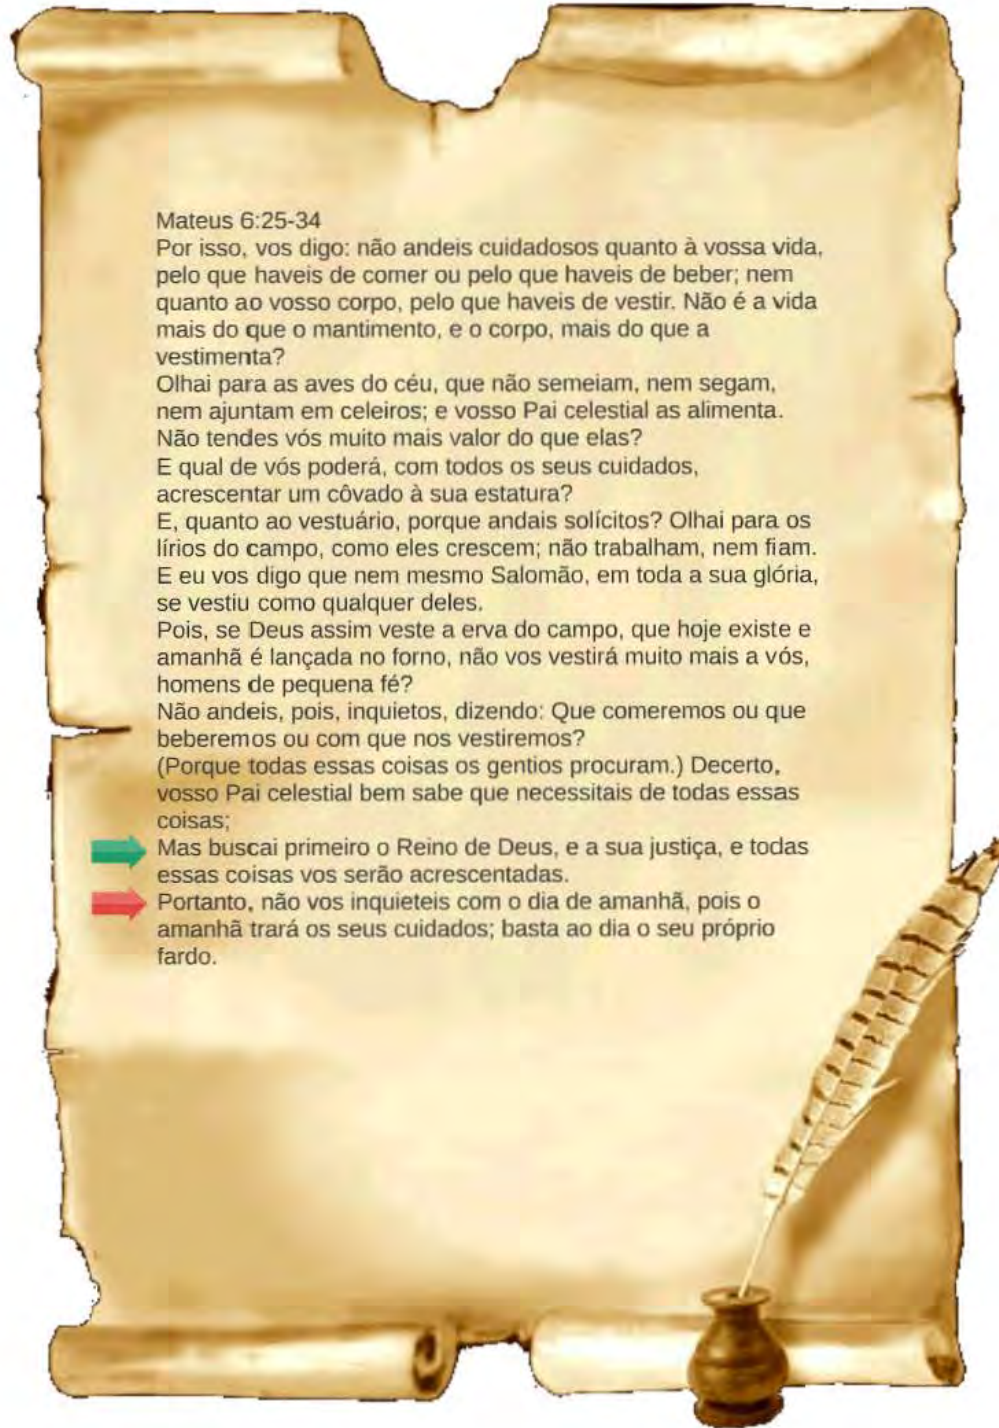 Mateus 6:25-34
Por isso, vos digo: não andeis cuidadosos quanto à vossa vida,
pelo que haveis de comer ou pelo que haveis de beber; nem
quanto ao vosso corpo, pelo que haveis de vestir. Não é a vida
mais do que o mantimento, e o corpo, mais do que a
vestimenta?
Olhai para as aves do céu, que não semeiam, nem segam,
nem ajuntam em celeiros; e vosso Pai celestial as alimenta.
Não tendes vós muito mais valor do que elas?
E qual de vós poderá, com todos os seus cuidados,
acrescentar um côvado à sua estatura?
E, quanto ao vestuário, porque andais solícitos? Olhai para os
lírios do campo, como eles crescem; não trabalham, nem fiam.
E eu vos digo que nem mesmo Salomão, em toda a sua glória,
se vestiu como qualquer deles.
Pois, se Deus assim veste a erva do campo, que hoje existe e
amanhã é lançada no forno, não vos vestirá muito mais a vós,
homens de pequena fé?
Não andeis, pois, inquietos, dizendo: Que comeremos ou que
beberemos ou com que nos vestiremos?
(Porque todas essas coisas os gentios procuram.) Decerto,
vosso Pai celestial bem sabe que necessitais de todas essas
coisas;
Mas buscai primeiro o Reino de Deus, e a sua justiça, e todas
essas coisas vos serão acrescentadas.
Portanto, não vos inquieteis com o dia de amanhã, pois o
amanhã trará os seus cuidados; basta ao dia o seu próprio
fardo.